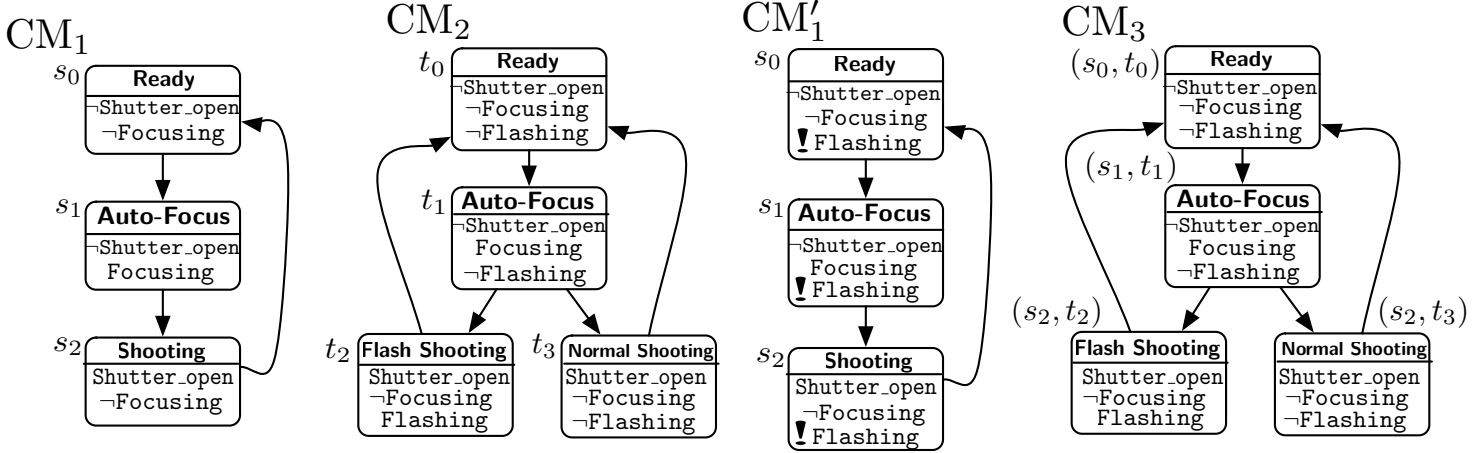 CM₁
s₀
Ready
¬Shutter_open
¬Focusing
s₁
Auto-Focus
¬Shutter_open
Focusing
s₂
Shooting
Shutter_open
¬Focusing
CM₂
t₀
Ready
¬Shutter_open
¬Focusing
¬Flashing
t₁
Auto-Focus
¬Shutter_open
Focusing
¬Flashing
t₂
Flash Shooting
Shutter_open
¬Focusing
Flashing
t₃
Normal Shooting
Shutter_open
¬Focusing
¬Flashing
CM′₁
s₀
Ready
¬Shutter_open
¬Focusing
! Flashing
s₁
Auto-Focus
¬Shutter_open
Focusing
! Flashing
s₂
Shooting
Shutter_open
¬Focusing
! Flashing
CM₃
(s₀, t₀)
Ready
¬Shutter_open
¬Focusing
¬Flashing
(s₁, t₁)
Auto-Focus
¬Shutter_open
Focusing
¬Flashing
(s₂, t₂)
Flash Shooting
Shutter_open
¬Focusing
Flashing
(s₂, t₃)
Normal Shooting
Shutter_open
¬Focusing
¬Flashing